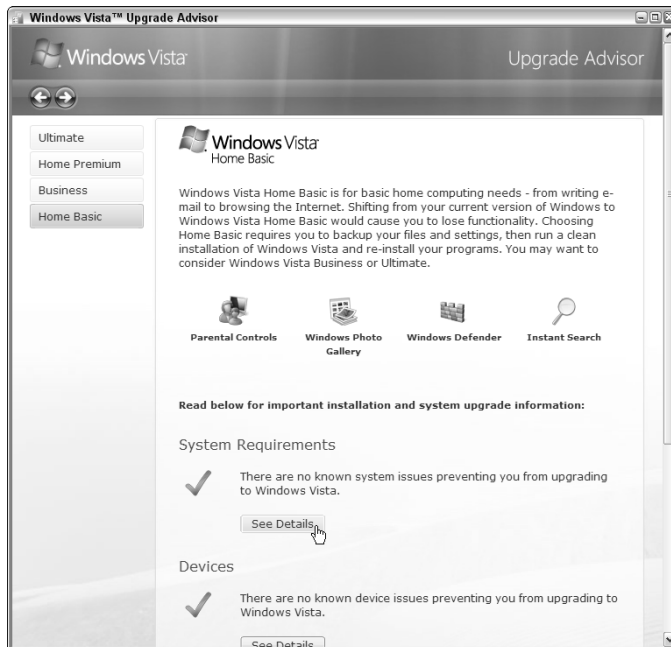 Windows Vista™ Upgrade Advisor
Windows Vista™
Upgrade Advisor
Ultimate
Home Premium
Business
Home Basic
Windows Vista™
Home Basic
Windows Vista Home Basic is for basic home computing needs - from writing e-
mail to browsing the Internet. Shifting from your current version of Windows to
Windows Vista Home Basic would cause you to lose functionality. Choosing
Home Basic requires you to backup your files and settings, then run a clean
installation of Windows Vista and re-install your programs. You may want to
consider Windows Vista Business or Ultimate.
Parental Controls
Windows Photo
Gallery
Windows Defender
Instant Search
Read below for important installation and system upgrade information:
System Requirements
There are no known system issues preventing you from upgrading
to Windows Vista.
See Details
Devices
There are no known device issues preventing you from upgrading to
Windows Vista.
See Details